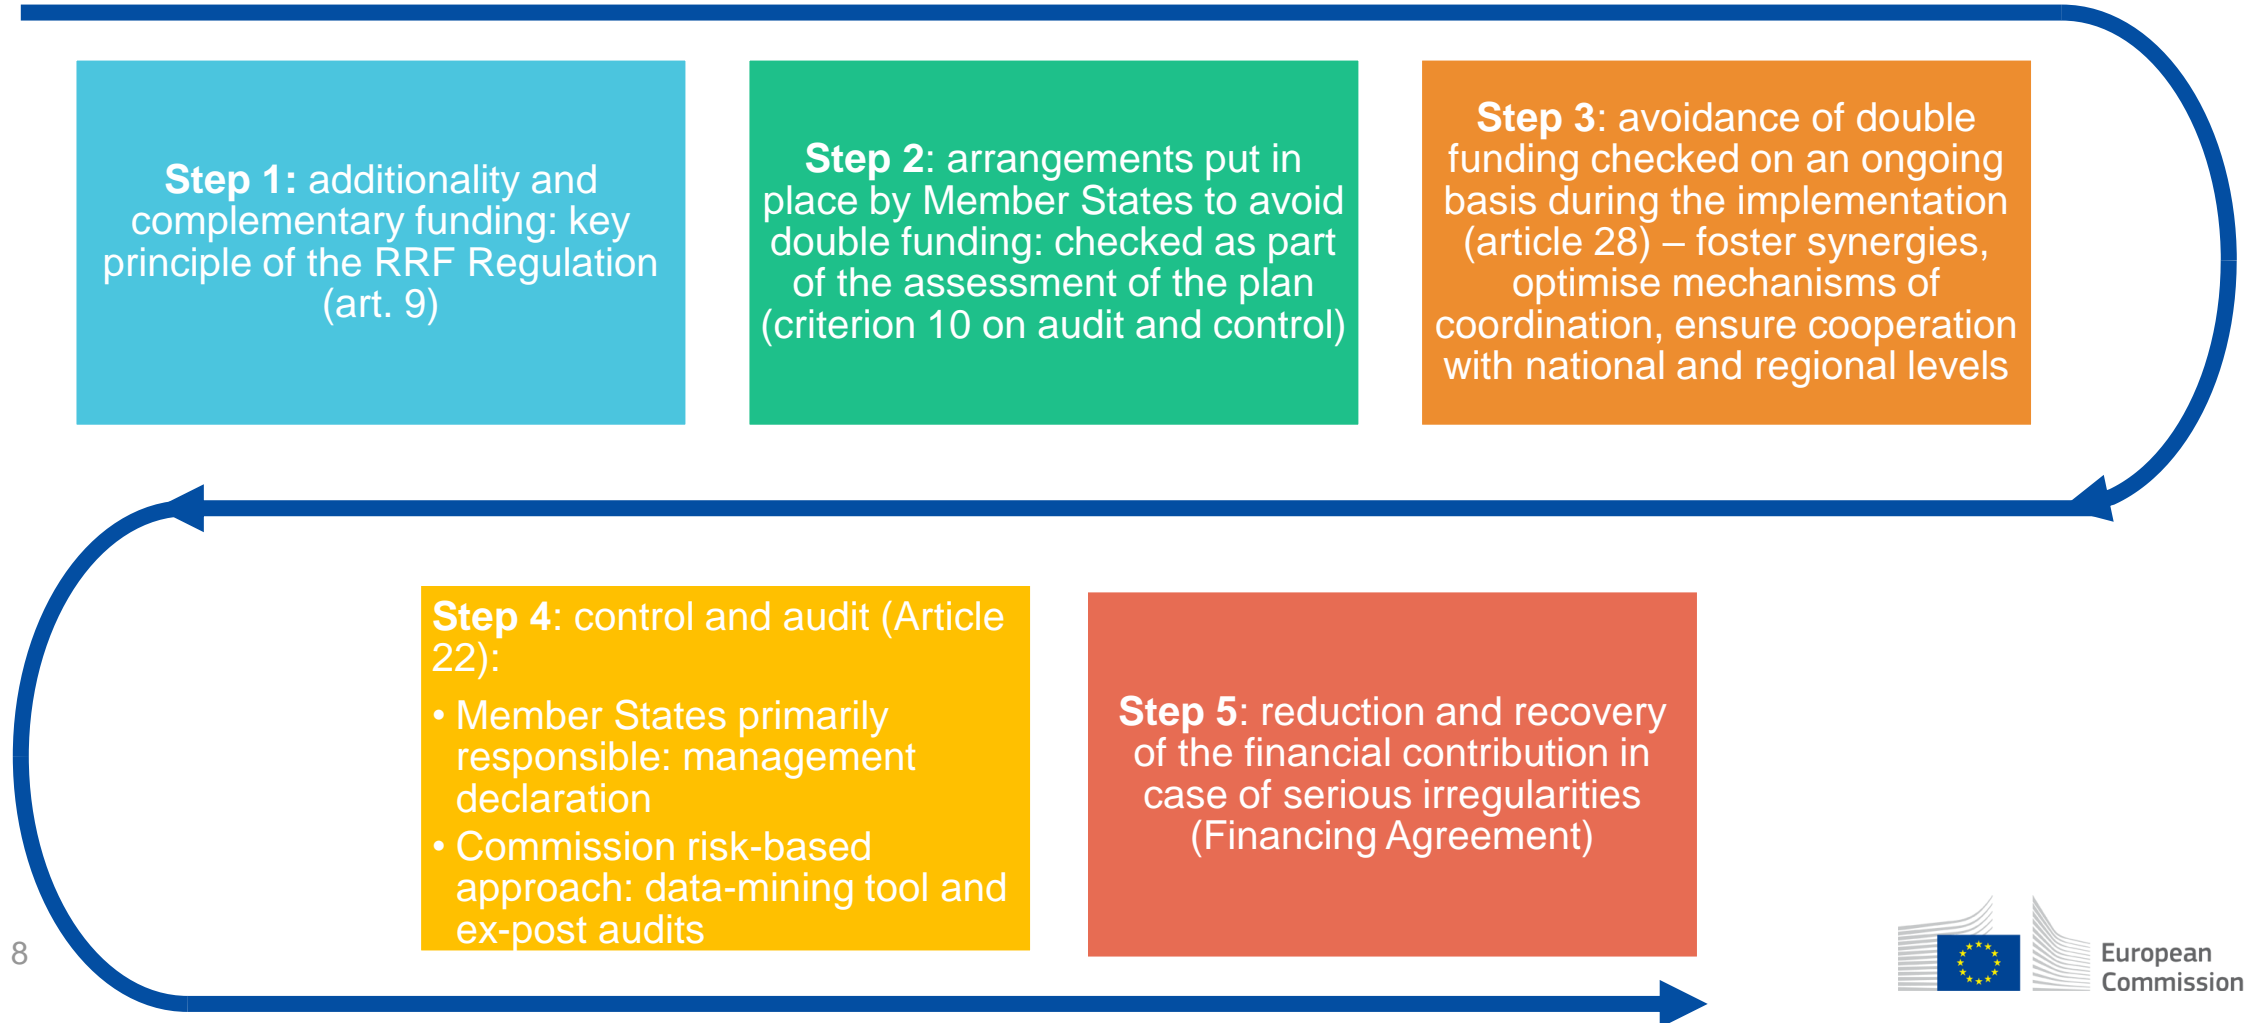 Step 1: additionality and
complementary funding: key
principle of the RRF Regulation
(art. 9)
Step 2: arrangements put in
place by Member States to avoid
double funding: checked as part
of the assessment of the plan
(criterion 10 on audit and control)
Step 3: avoidance of double
funding checked on an ongoing
basis during the implementation
(article 28) – foster synergies,
optimise mechanisms of
coordination, ensure cooperation
with national and regional levels
Step 4: control and audit (Article
22):
• Member States primarily
responsible: management
declaration
• Commission risk-based
approach: data-mining tool and
ex-post audits
Step 5: reduction and recovery
of the financial contribution in
case of serious irregularities
(Financing Agreement)
8
European
Commission